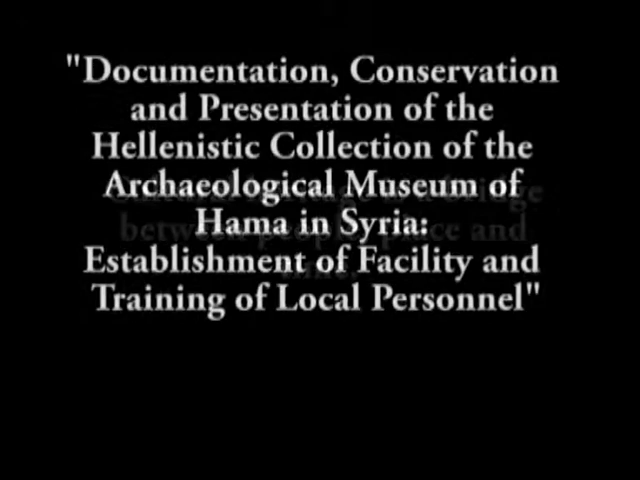 "Documentation, Conservation
and Presentation of the
Hellenistic Collection of the
Archaeological Museum of
Hama in Syria:
Establishment of Facility and
Training of Local Personnel"